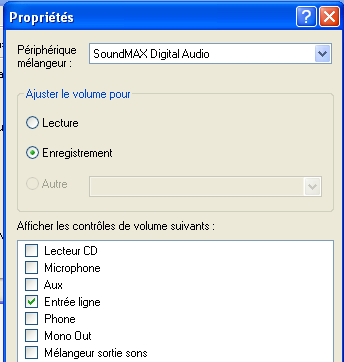 Propriétés
Périphérique
mélangeur :
SoundMAX Digital Audio
Ajuster le volume pour
Lecture
Enregistrement
Autre
Afficher les contrôles de volume suivants :
Lecteur CD
Microphone
Aux
Entrée ligne
Phone
Mono Out
Mélangeur sortie sons